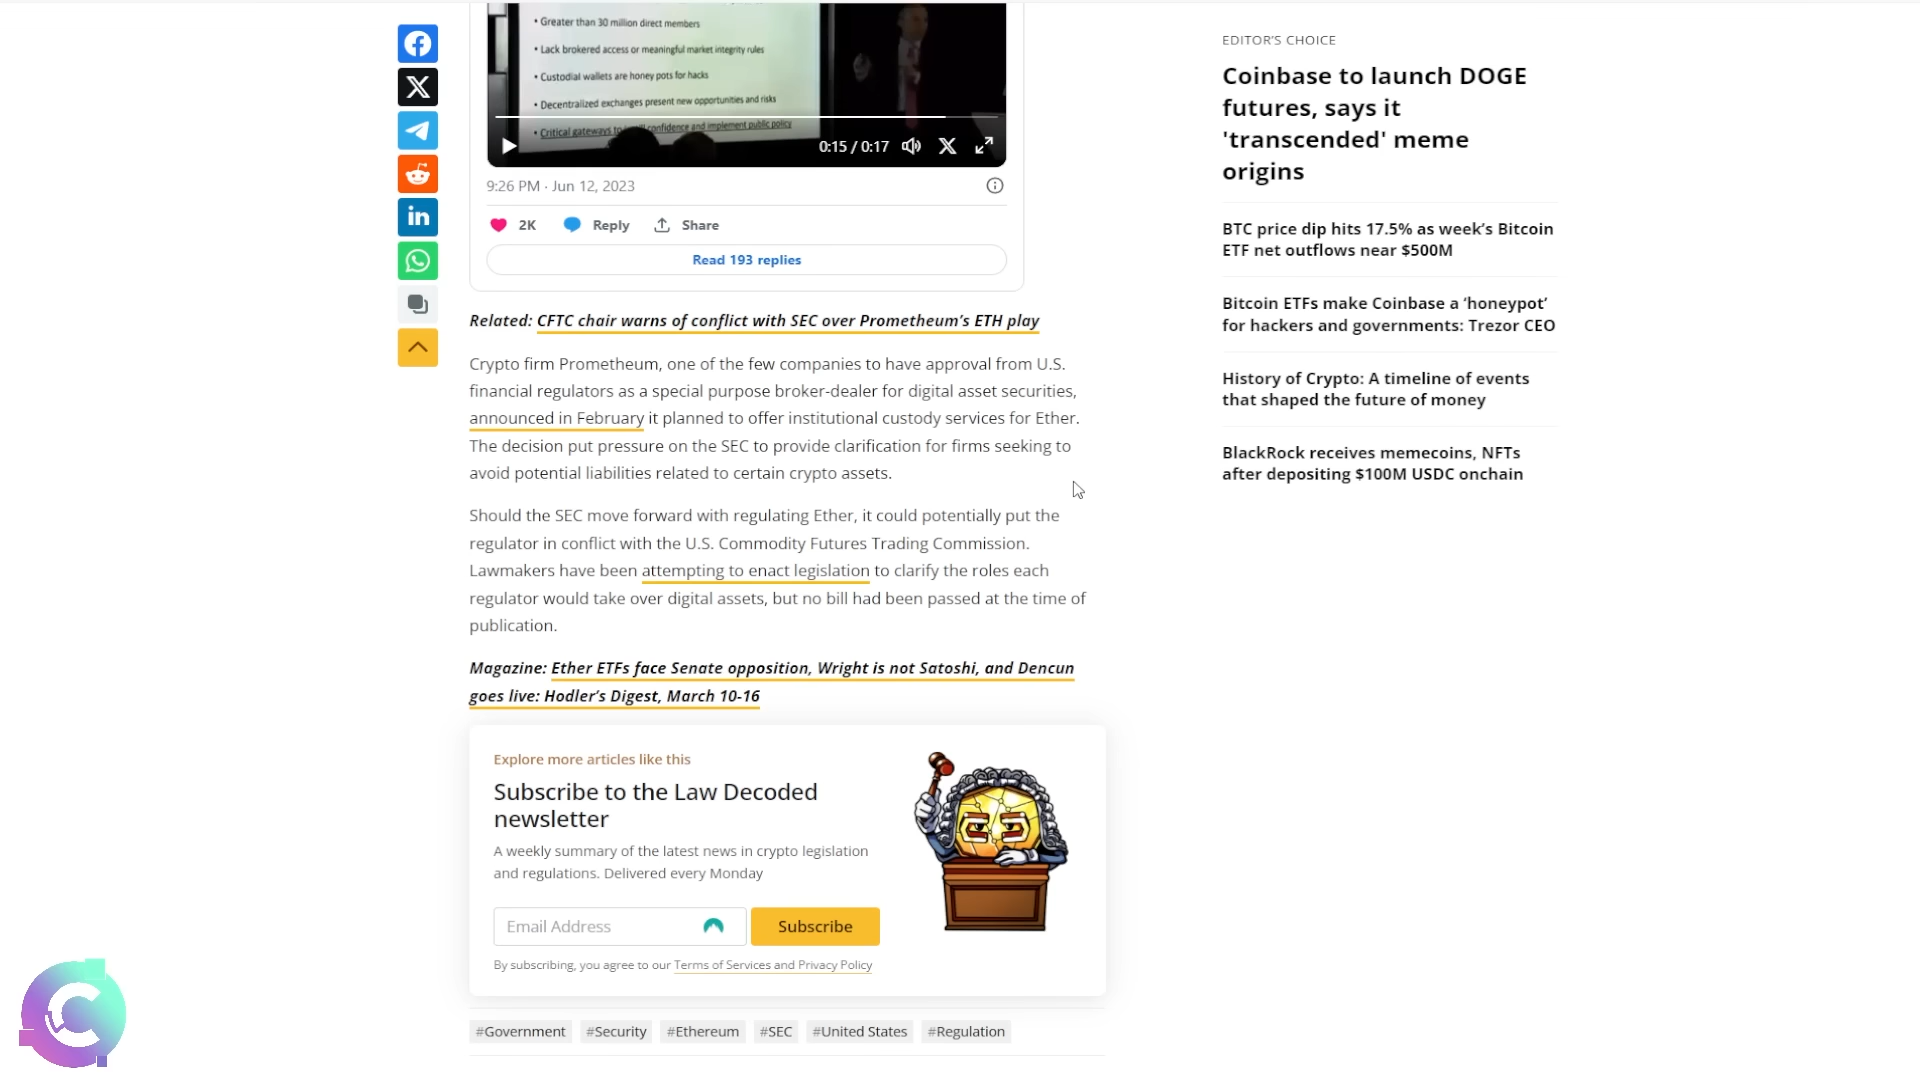 • Greater than 30 million direct members
• Lack brokered access or meaningful market integrity rules
• Custodial wallets are honey pots for hacks
• Decentralized exchanges present new opportunities and risks
• Critical gateways to confidence and implement public policy
0:15 / 0:17
9:26 PM · Jun 12, 2023
2K Reply Share
Read 193 replies
Related: CFTC chair warns of conflict with SEC over Prometheum’s ETH play
Crypto firm Prometheum, one of the few companies to have approval from U.S.
financial regulators as a special purpose broker-dealer for digital asset securities,
announced in February it planned to offer institutional custody services for Ether.
The decision put pressure on the SEC to provide clarification for firms seeking to
avoid potential liabilities related to certain crypto assets.
Should the SEC move forward with regulating Ether, it could potentially put the
regulator in conflict with the U.S. Commodity Futures Trading Commission.
Lawmakers have been attempting to enact legislation to clarify the roles each
regulator would take over digital assets, but no bill had been passed at the time of
publication.
Magazine: Ether ETFs face Senate opposition, Wright is not Satoshi, and Dencun
goes live: Hodler’s Digest, March 10-16
Explore more articles like this
Subscribe to the Law Decoded
newsletter
A weekly summary of the latest news in crypto legislation
and regulations. Delivered every Monday
Email Address
Subscribe
By subscribing, you agree to our Terms of Services and Privacy Policy
#Government #Security #Ethereum #SEC #United States #Regulation
EDITOR’S CHOICE
Coinbase to launch DOGE
futures, says it
'transcended' meme
origins
BTC price dip hits 17.5% as week’s Bitcoin
ETF net outflows near $500M
Bitcoin ETFs make Coinbase a ‘honeypot’
for hackers and governments: Trezor CEO
History of Crypto: A timeline of events
that shaped the future of money
BlackRock receives memecoins, NFTs
after depositing $100M USDC onchain